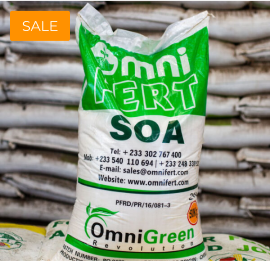 SALE
Omni
FERT
SOA
Tel: + 233 302 767 400
Mob: +233 540 110 694 | + 233 248
E-mail: sales@omnifert.com
Website: www.omnifert.com
PFRD/PR/16/081-3
OmniGreen
Revolution